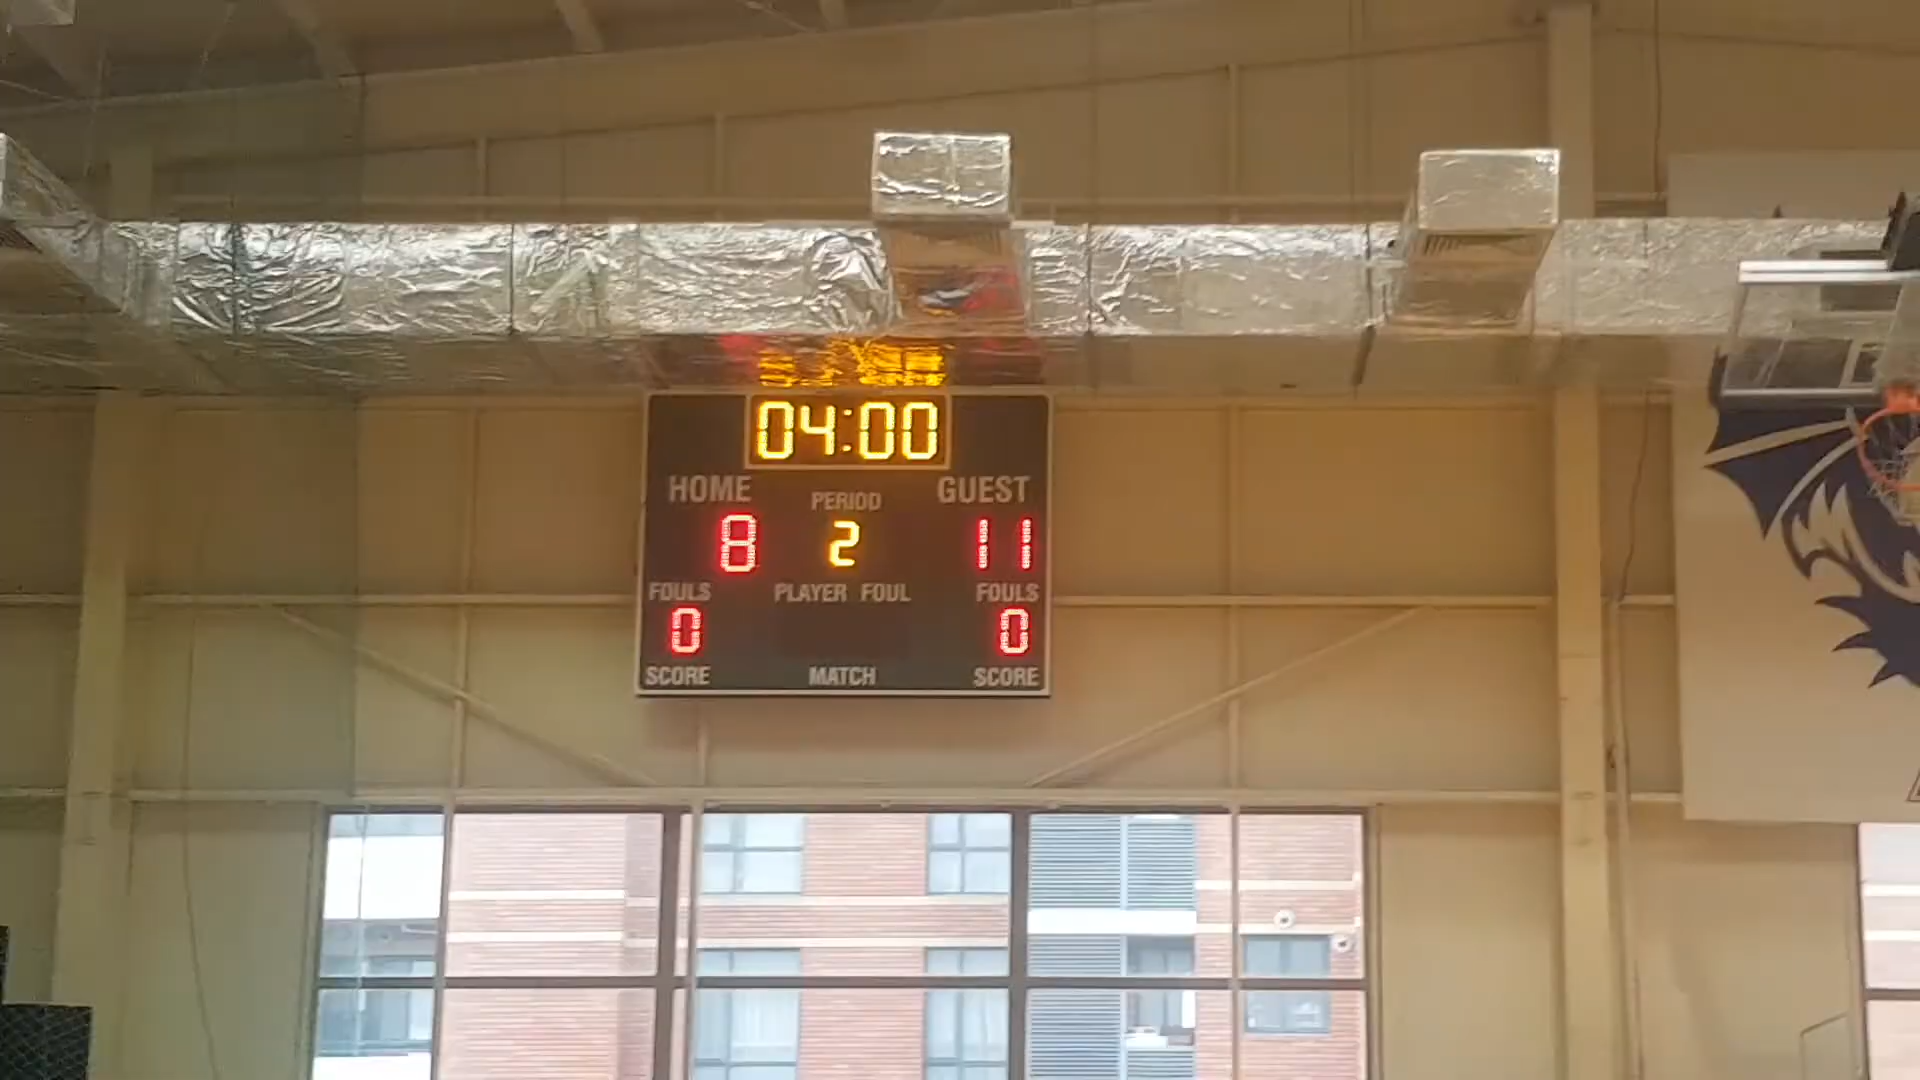 04:00
HOME PERIOD GUEST
8 2 11
FOULS PLAYER FOUL FOULS
0 0
SCORE MATCH SCORE